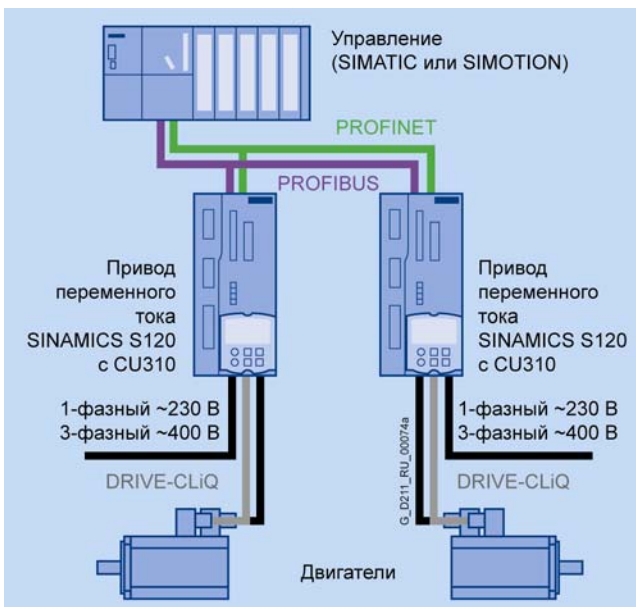 Управление
(SIMATIC или SIMOTION)
PROFINET
PROFIBUS
Привод
переменного
тока
SINAMICS S120
с CU310
Привод
переменного
тока
SINAMICS S120
с CU310
1-фазный ~230 В
3-фазный ~400 В
1-фазный ~230 В
3-фазный ~400 В
G_D211_RU_00074a
DRIVE-CLiQ
DRIVE-CLiQ
Двигатели